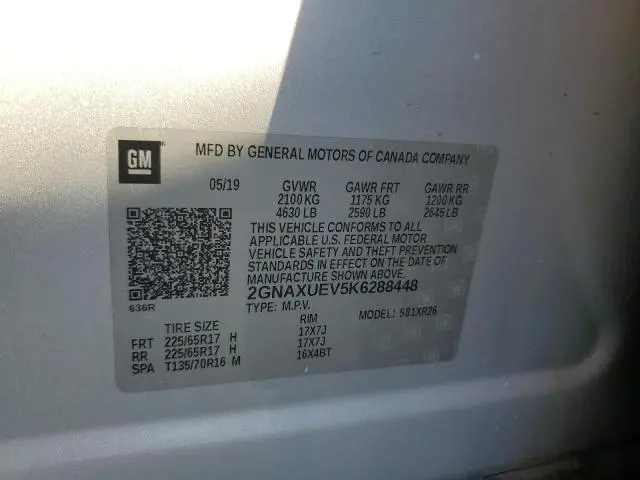 GM MFD BY GENERAL MOTORS OF CANADA COMPANY
05/19 GVWR GAWR FRT GAWR RR
2100 KG 1175 KG 1200 KG
4630 LB 2590 LB 2645 LB
THIS VEHICLE CONFORMS TO ALL
APPLICABLE U.S. FEDERAL MOTOR
VEHICLE SAFETY AND THEFT PREVENTION
STANDARDS IN EFFECT ON THE DATE OF
MANUFACTURE SHOWN ABOVE.
2GNAXUEV5K6288448
636R TYPE: M.P.V. MODEL: 581XR26
TIRE SIZE RIM
FRT 225/65R17 H 17X7J
RR 225/65R17 H 17X7J
SPA T135/70R16 M 16X4BT